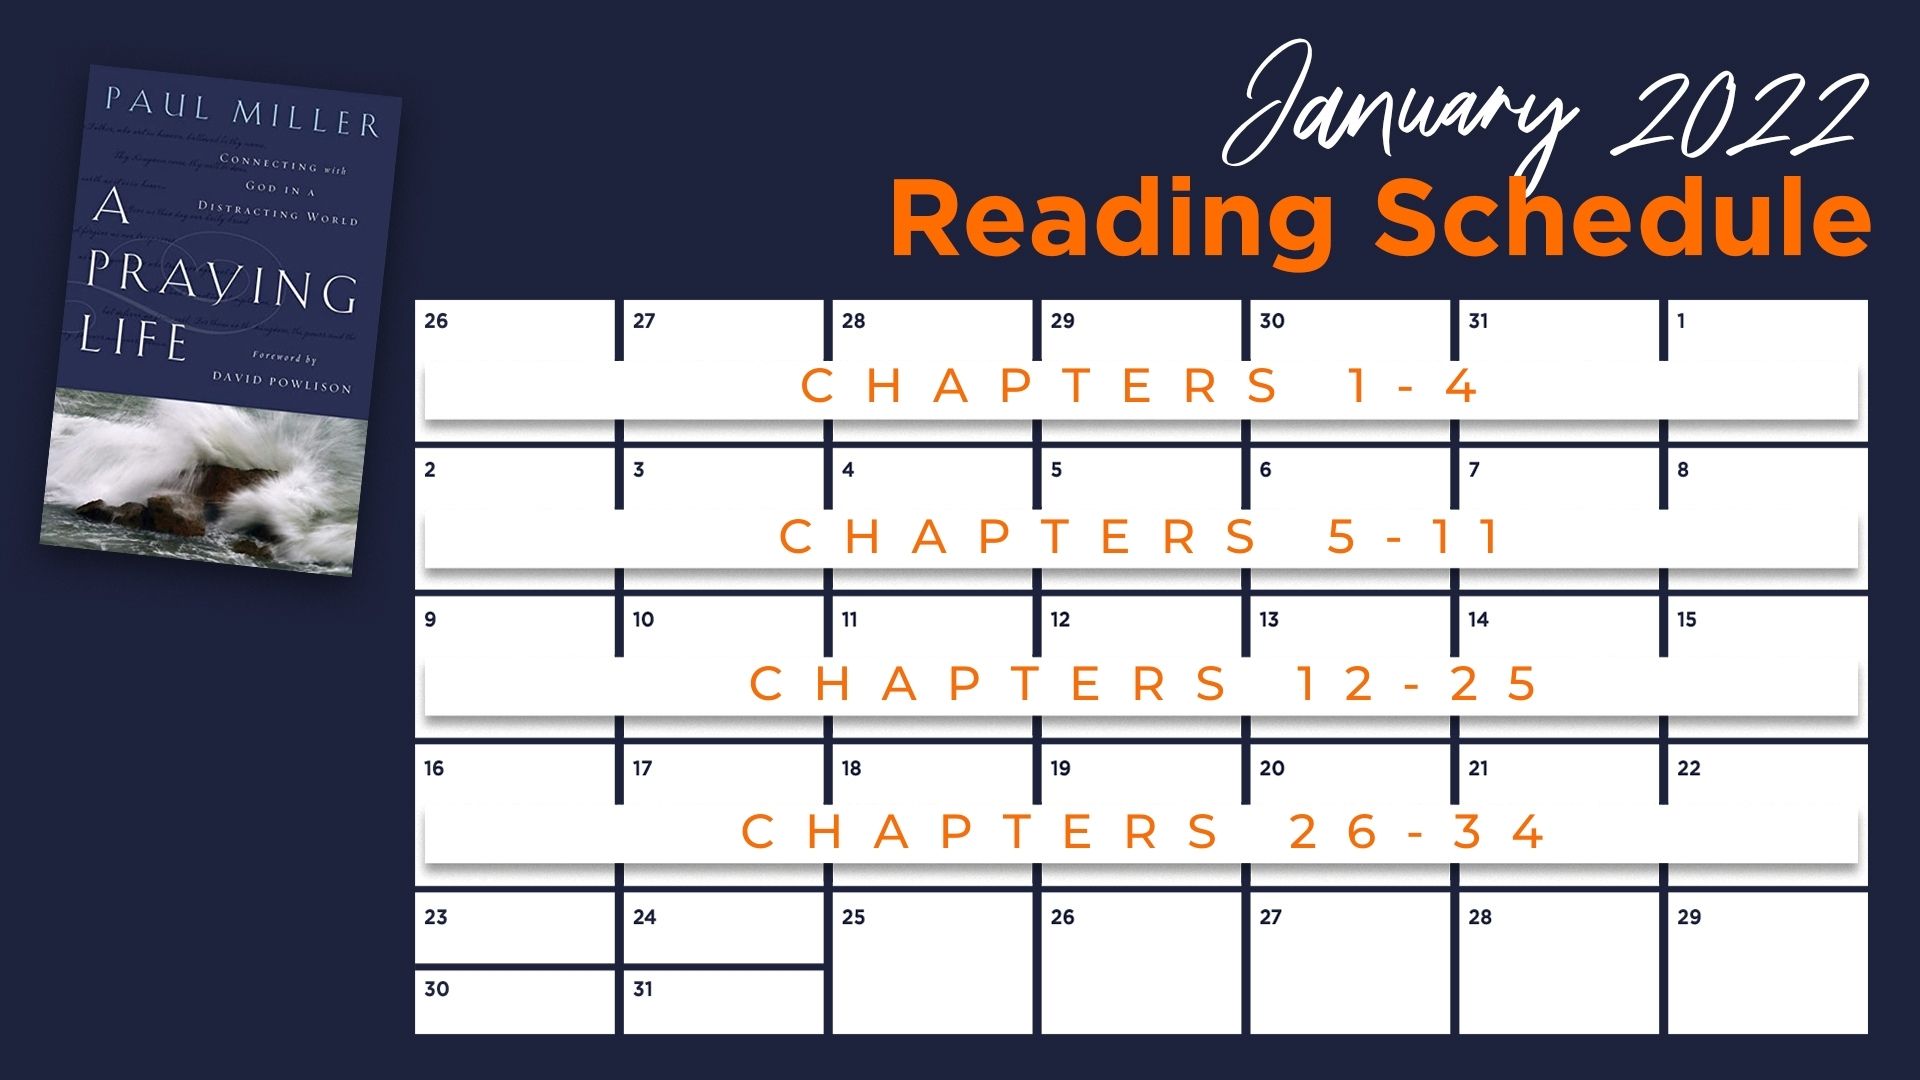 PAUL MILLER
CONNECTING with
GOD IN A
DISTRACTING WORLD
A
PRAYING
LIFE
Foreword by
DAVID POWLISON
January 2022
Reading Schedule
26 27 28 29 30 31 1
CHAPTERS 1-4
2 3 4 5 6 7 8
CHAPTERS 5-11
9 10 11 12 13 14 15
CHAPTERS 12-25
16 17 18 19 20 21 22
CHAPTERS 26-34
23 24 25 26 27 28 29
30 31